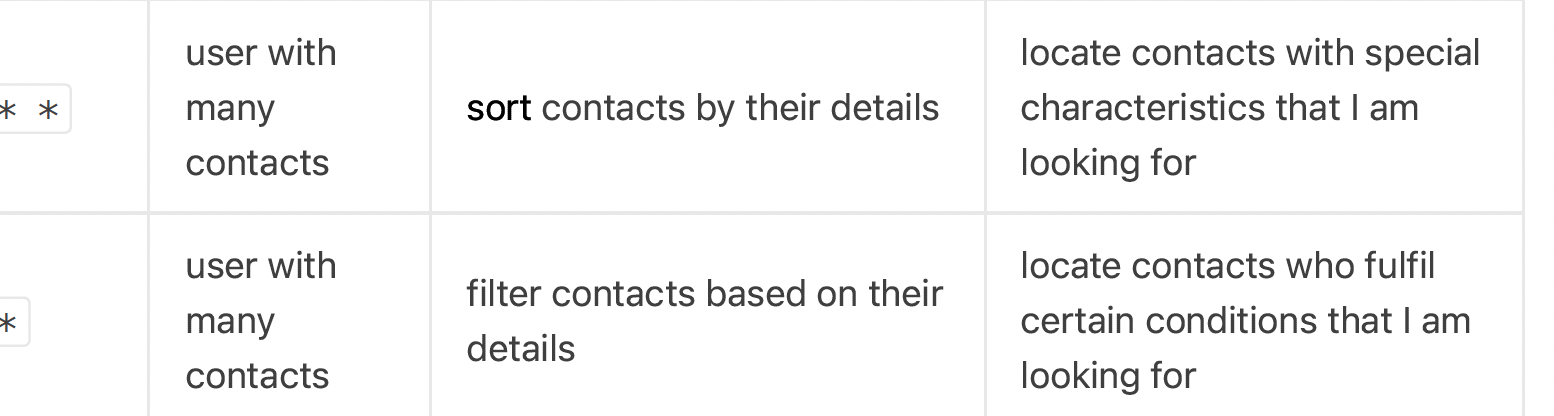 * *
user with
many
contacts
sort contacts by their details
locate contacts with special
characteristics that I am
looking for
*
user with
many
contacts
filter contacts based on their
details
locate contacts who fulfil
certain conditions that I am
looking for